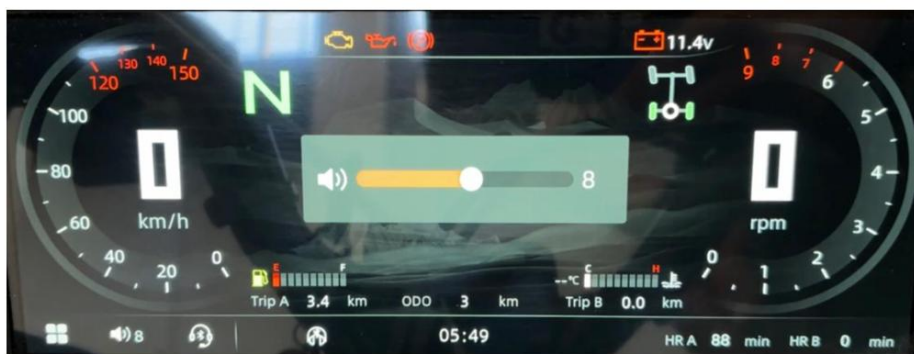 11.4v
120 130 140 150
9 8 7 6
N
100
5
80
0
8
0
4
km/h
rpm
60
3
40 20 0
0 1 2
E F
--°C C H
Trip A 3.4 km ODO 3 km Trip B 0.0 km
8 05:49 HR A 88 min HR B 0 min